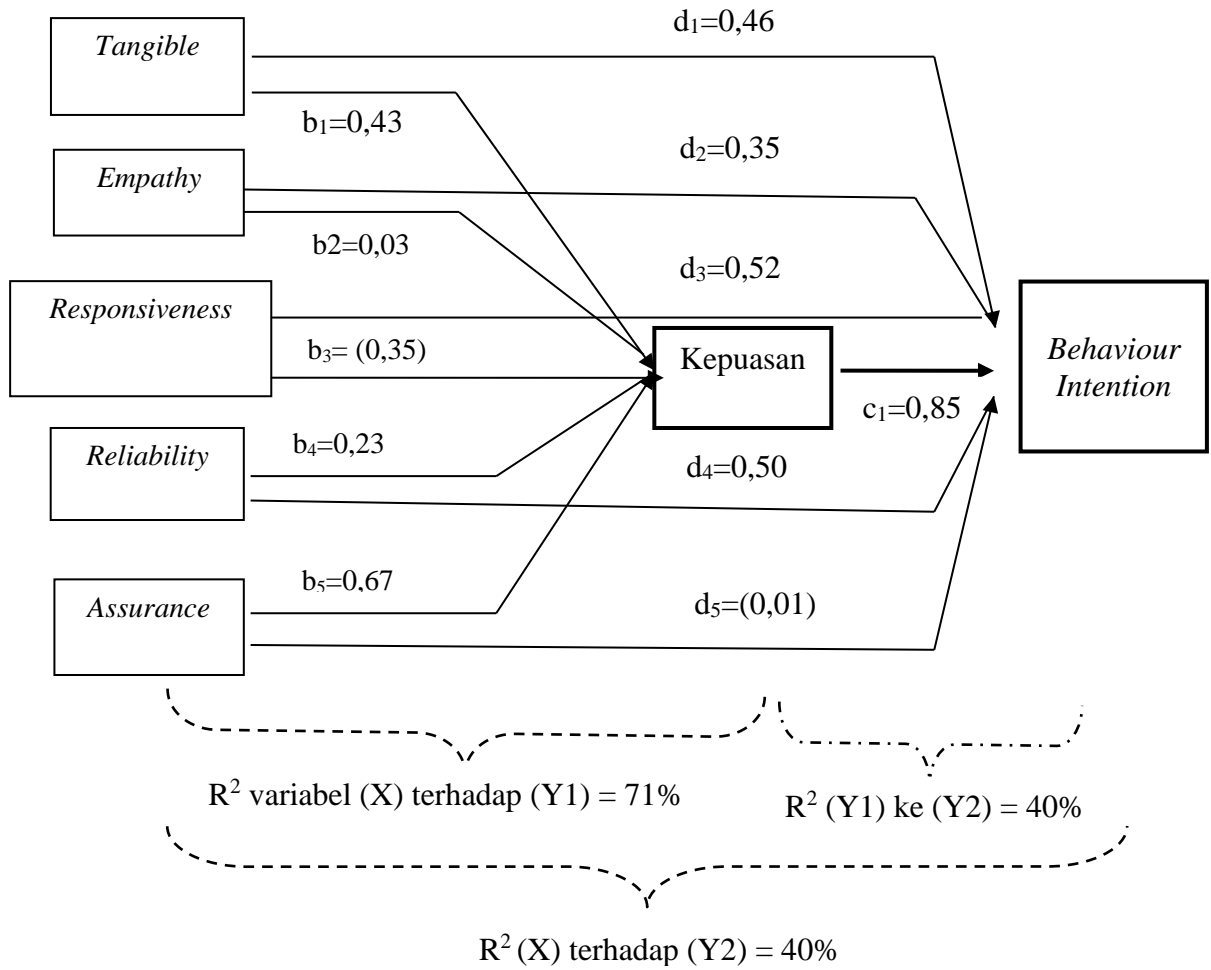 d₁=0,46
Tangible
b₁=0,43
d₂=0,35
Empathy
b2=0,03
d₃=0,52
Responsiveness
b₃= (0,35)
Kepuasan
Behaviour
Intention
c₁=0,85
Reliability
b₄=0,23
d₄=0,50
b₅=0,67
Assurance
d₅=(0,01)
R² variabel (X) terhadap (Y1) = 71%
R² (Y1) ke (Y2) = 40%
R² (X) terhadap (Y2) = 40%